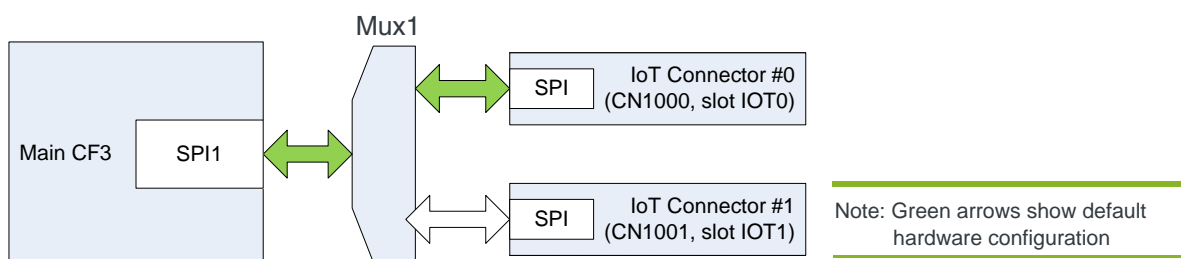 Mux1
Main CF3
SPI1
SPI
IoT Connector #0
(CN1000, slot IOT0)
SPI
IoT Connector #1
(CN1001, slot IOT1)
Note: Green arrows show default
hardware configuration